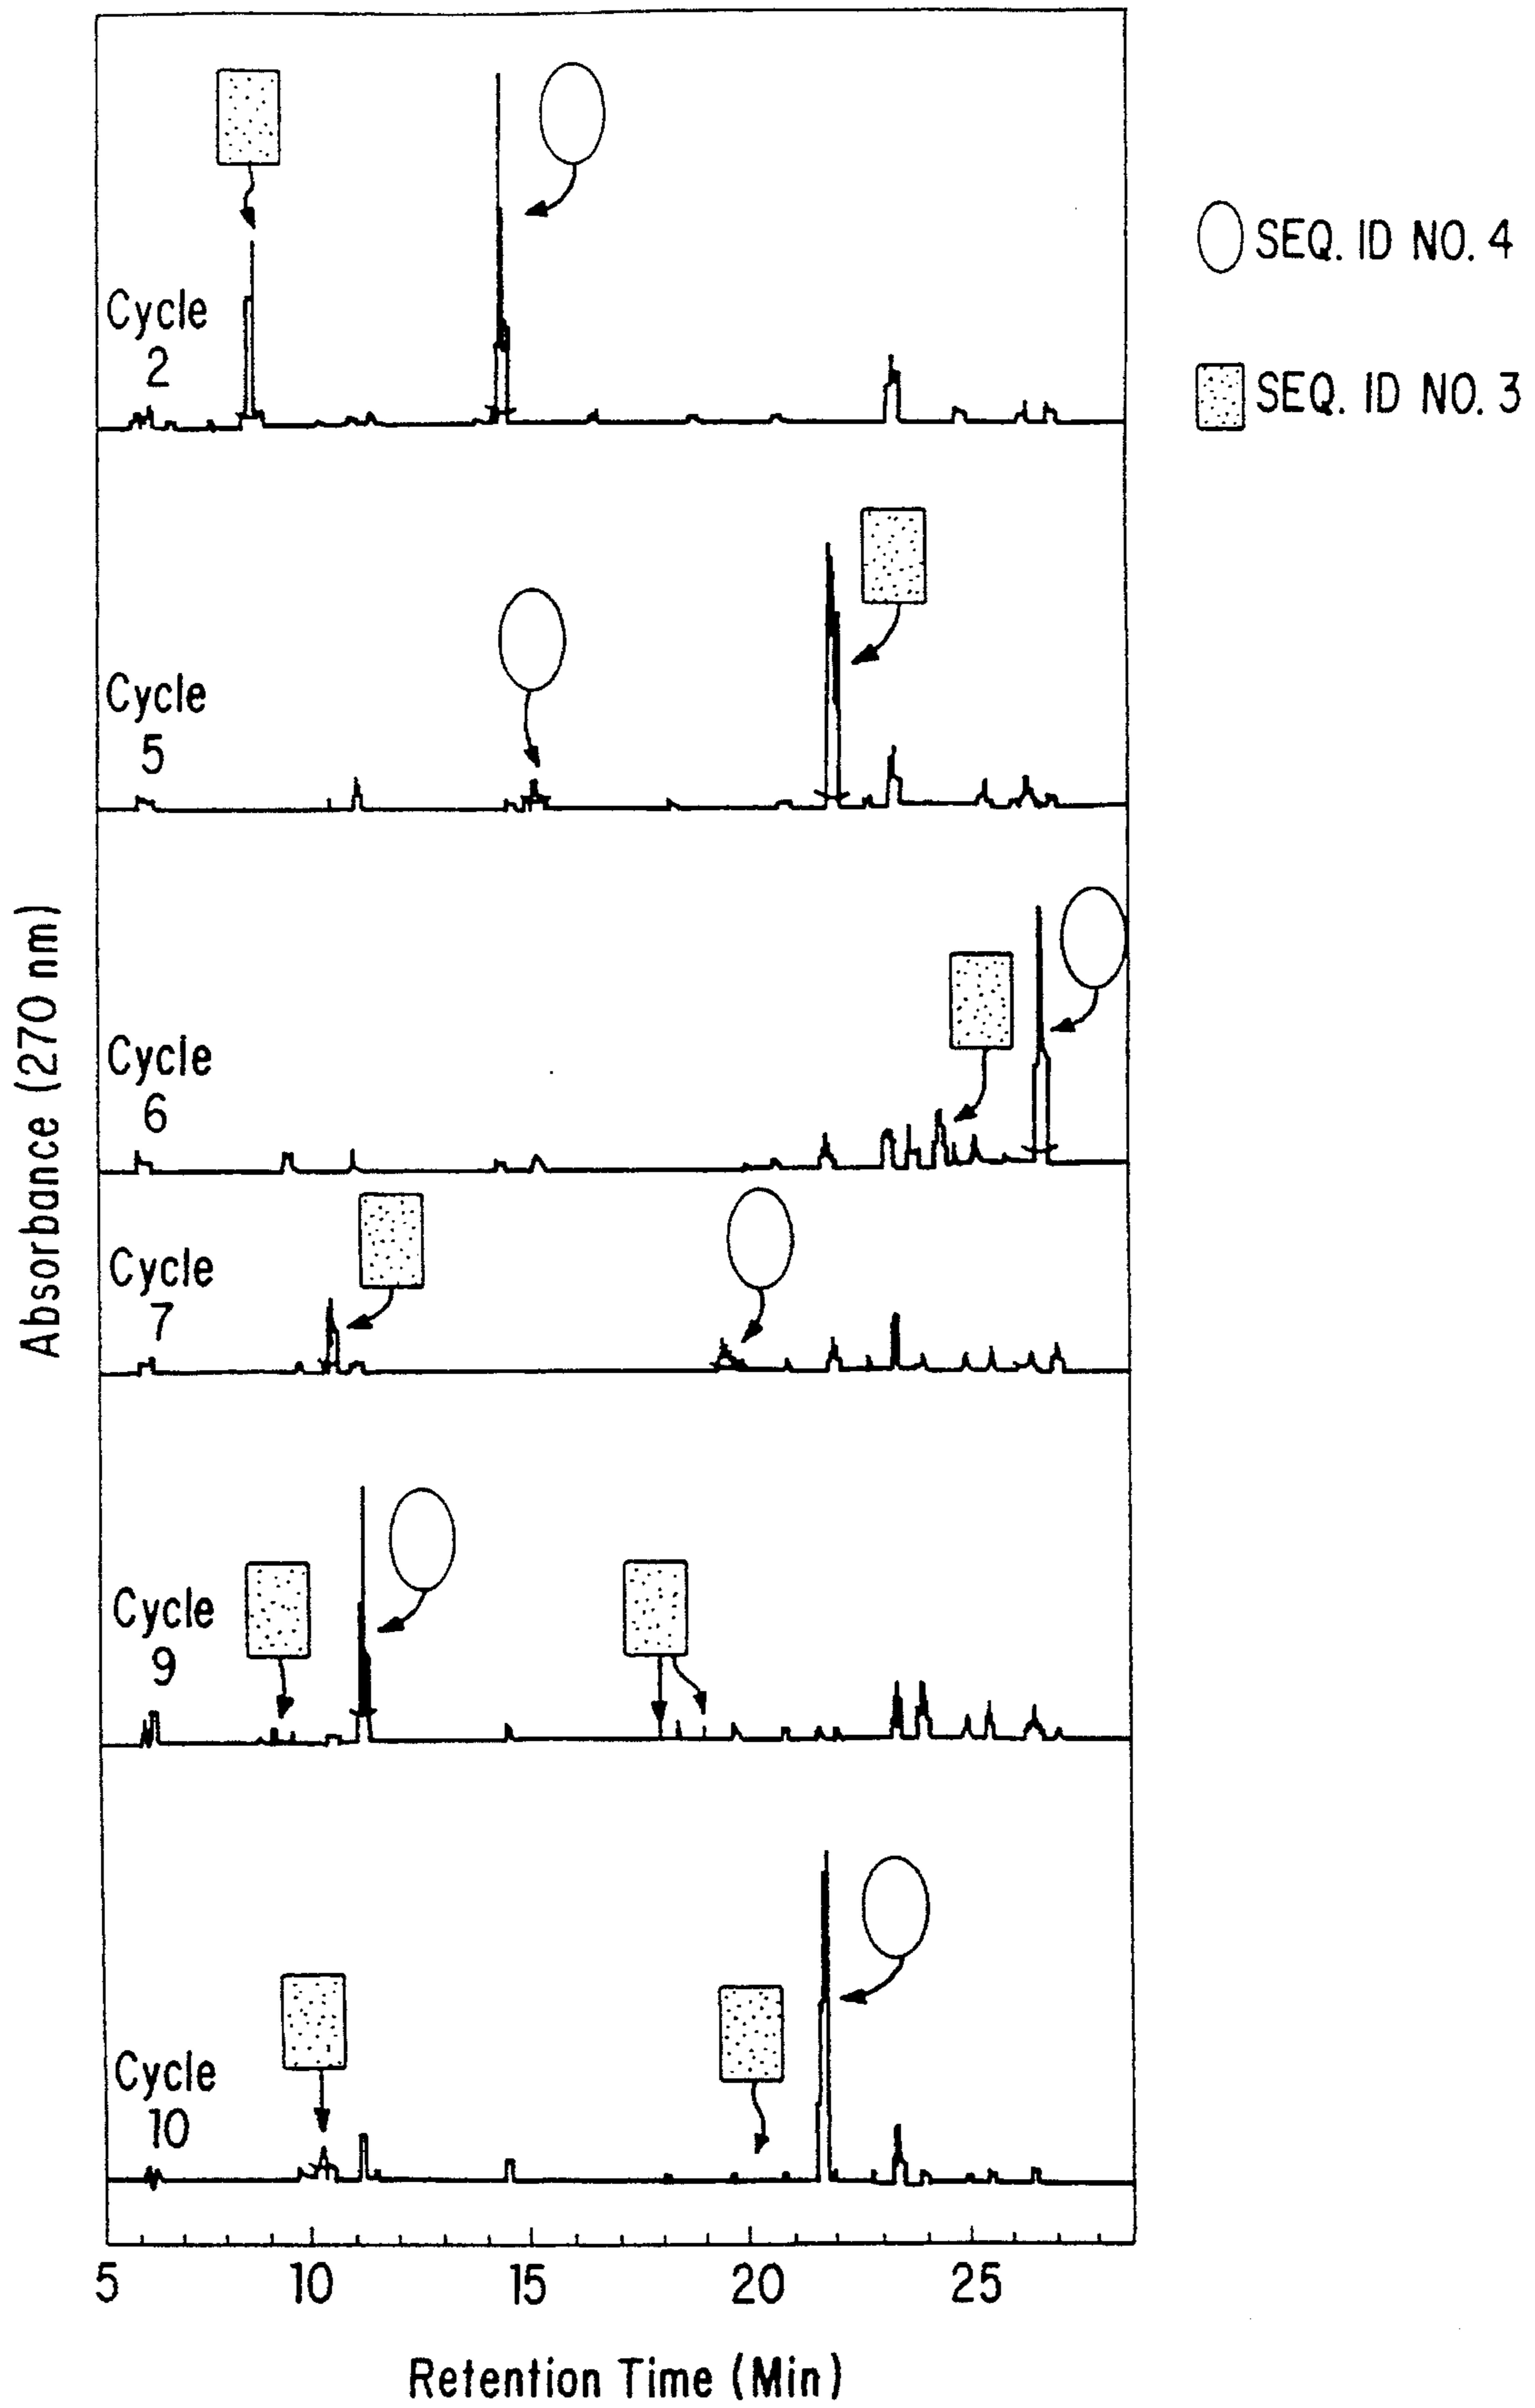 SEQ. ID NO. 4
SEQ. ID NO. 3
Cycle
2
Cycle
5
Cycle
6
Cycle
7
Cycle
9
Cycle
10
Absorbance (270 nm)
5 10 15 20 25
Retention Time (Min)